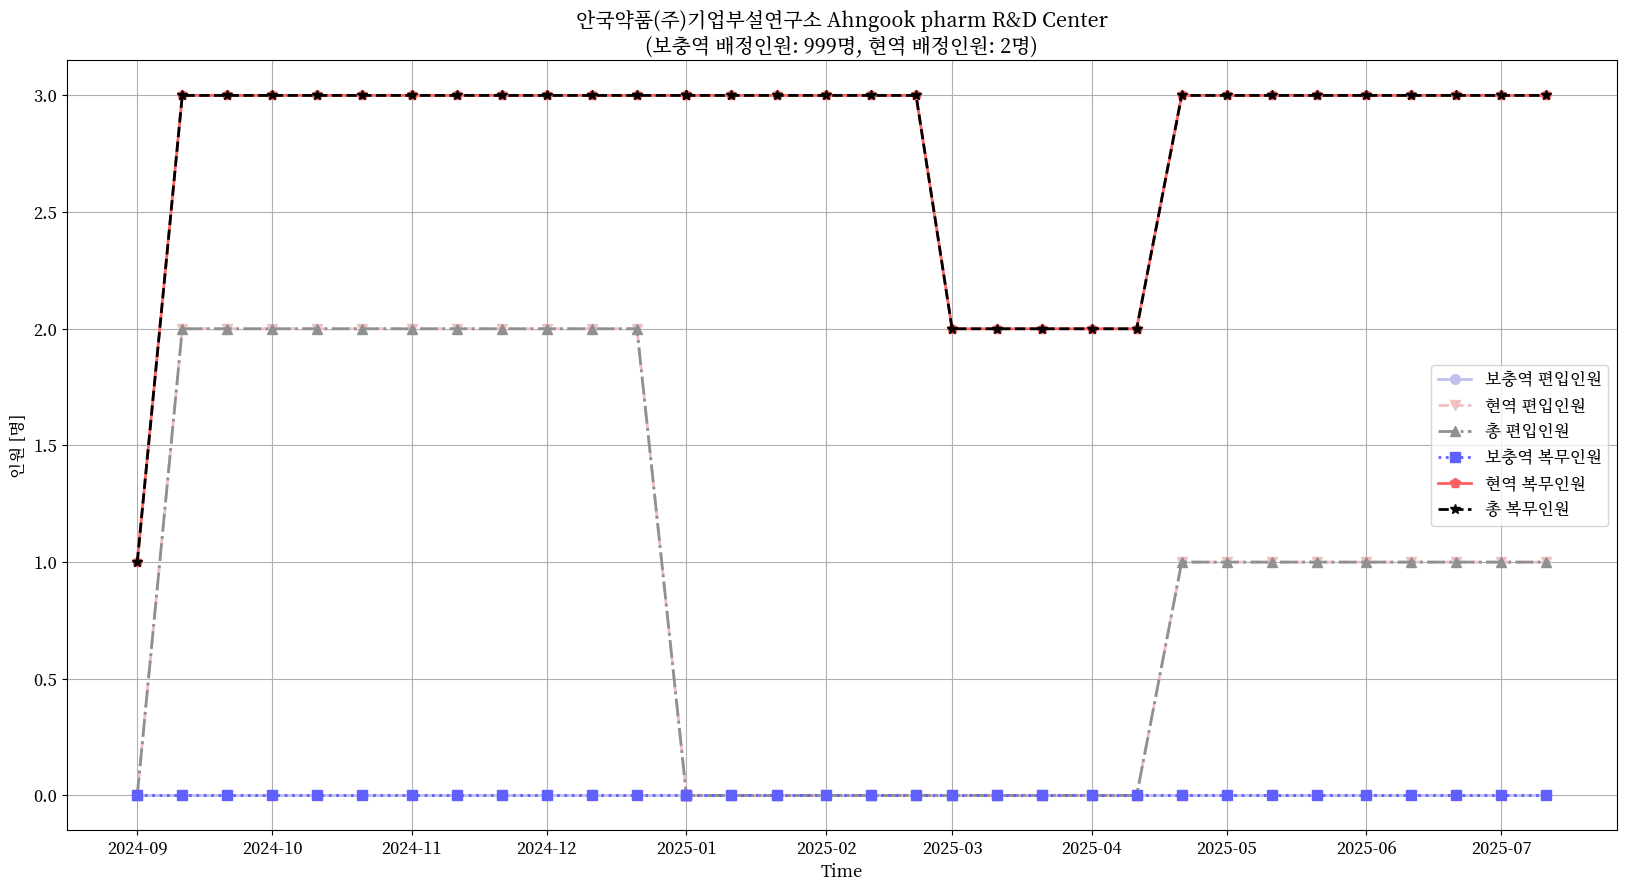 안국약품(주)기업부설연구소 Ahngook pharm R&D Center
(보충역 배정인원: 999명, 현역 배정인원: 2명)
3.0
2.5
2.0
1.5
1.0
0.5
0.0
인원 [명]
보충역 편입인원
현역 편입인원
총 편입인원
보충역 복무인원
현역 복무인원
총 복무인원
2024-09 2024-10 2024-11 2024-12 2025-01 2025-02 2025-03 2025-04 2025-05 2025-06 2025-07
Time